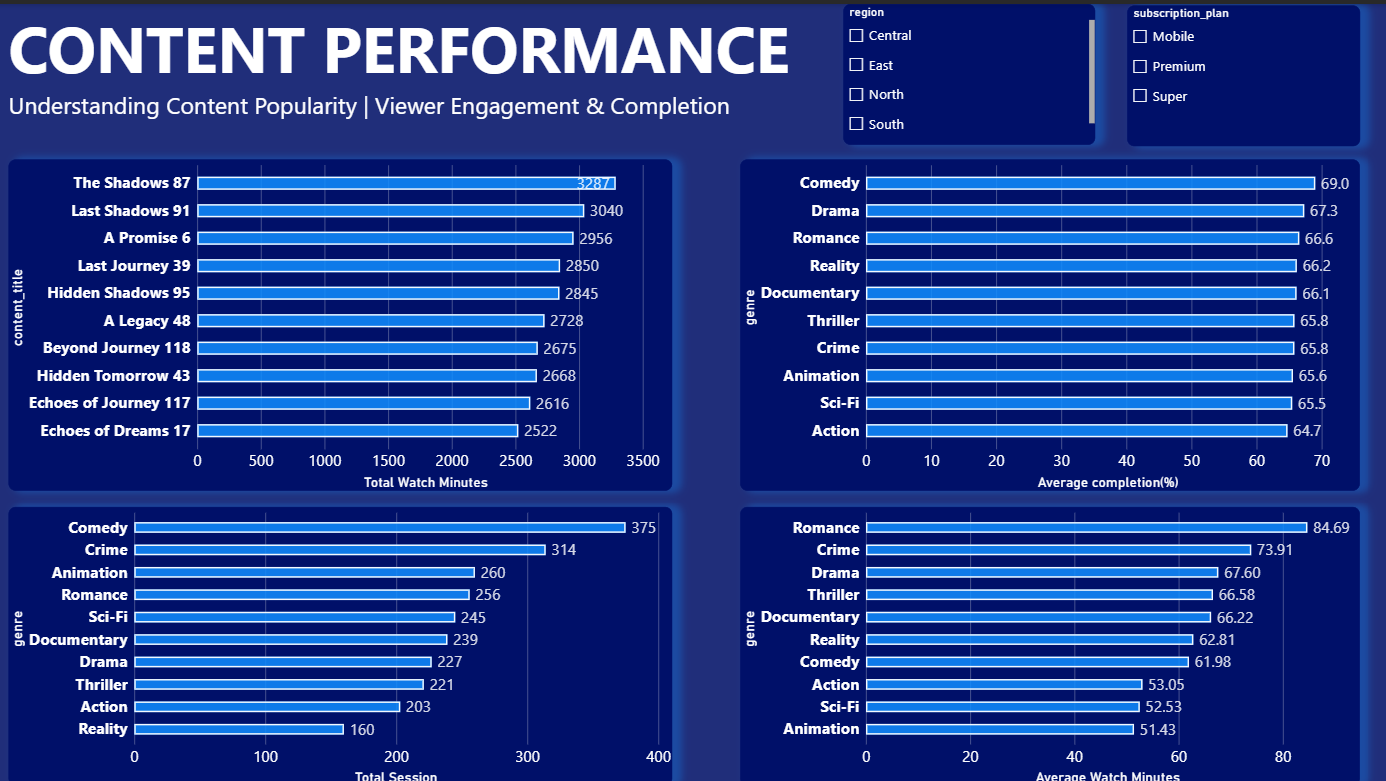 CONTENT PERFORMANCE
Understanding Content Popularity | Viewer Engagement & Completion
region
Central
East
North
South
subscription_plan
Mobile
Premium
Super
content_title
The Shadows 87 3287
Last Shadows 91 3040
A Promise 6 2956
Last Journey 39 2850
Hidden Shadows 95 2845
A Legacy 48 2728
Beyond Journey 118 2675
Hidden Tomorrow 43 2668
Echoes of Journey 117 2616
Echoes of Dreams 17 2522
0 500 1000 1500 2000 2500 3000 3500
Total Watch Minutes
genre
Comedy 69.0
Drama 67.3
Romance 66.6
Reality 66.2
Documentary 66.1
Thriller 65.8
Crime 65.8
Animation 65.6
Sci-Fi 65.5
Action 64.7
0 10 20 30 40 50 60 70
Average completion(%)
genre
Comedy 375
Crime 314
Animation 260
Romance 256
Sci-Fi 245
Documentary 239
Drama 227
Thriller 221
Action 203
Reality 160
0 100 200 300 400
Total Session
genre
Romance 84.69
Crime 73.91
Drama 67.60
Thriller 66.58
Documentary 66.22
Reality 62.81
Comedy 61.98
Action 53.05
Sci-Fi 52.53
Animation 51.43
0 20 40 60 80
Average Watch Minutes